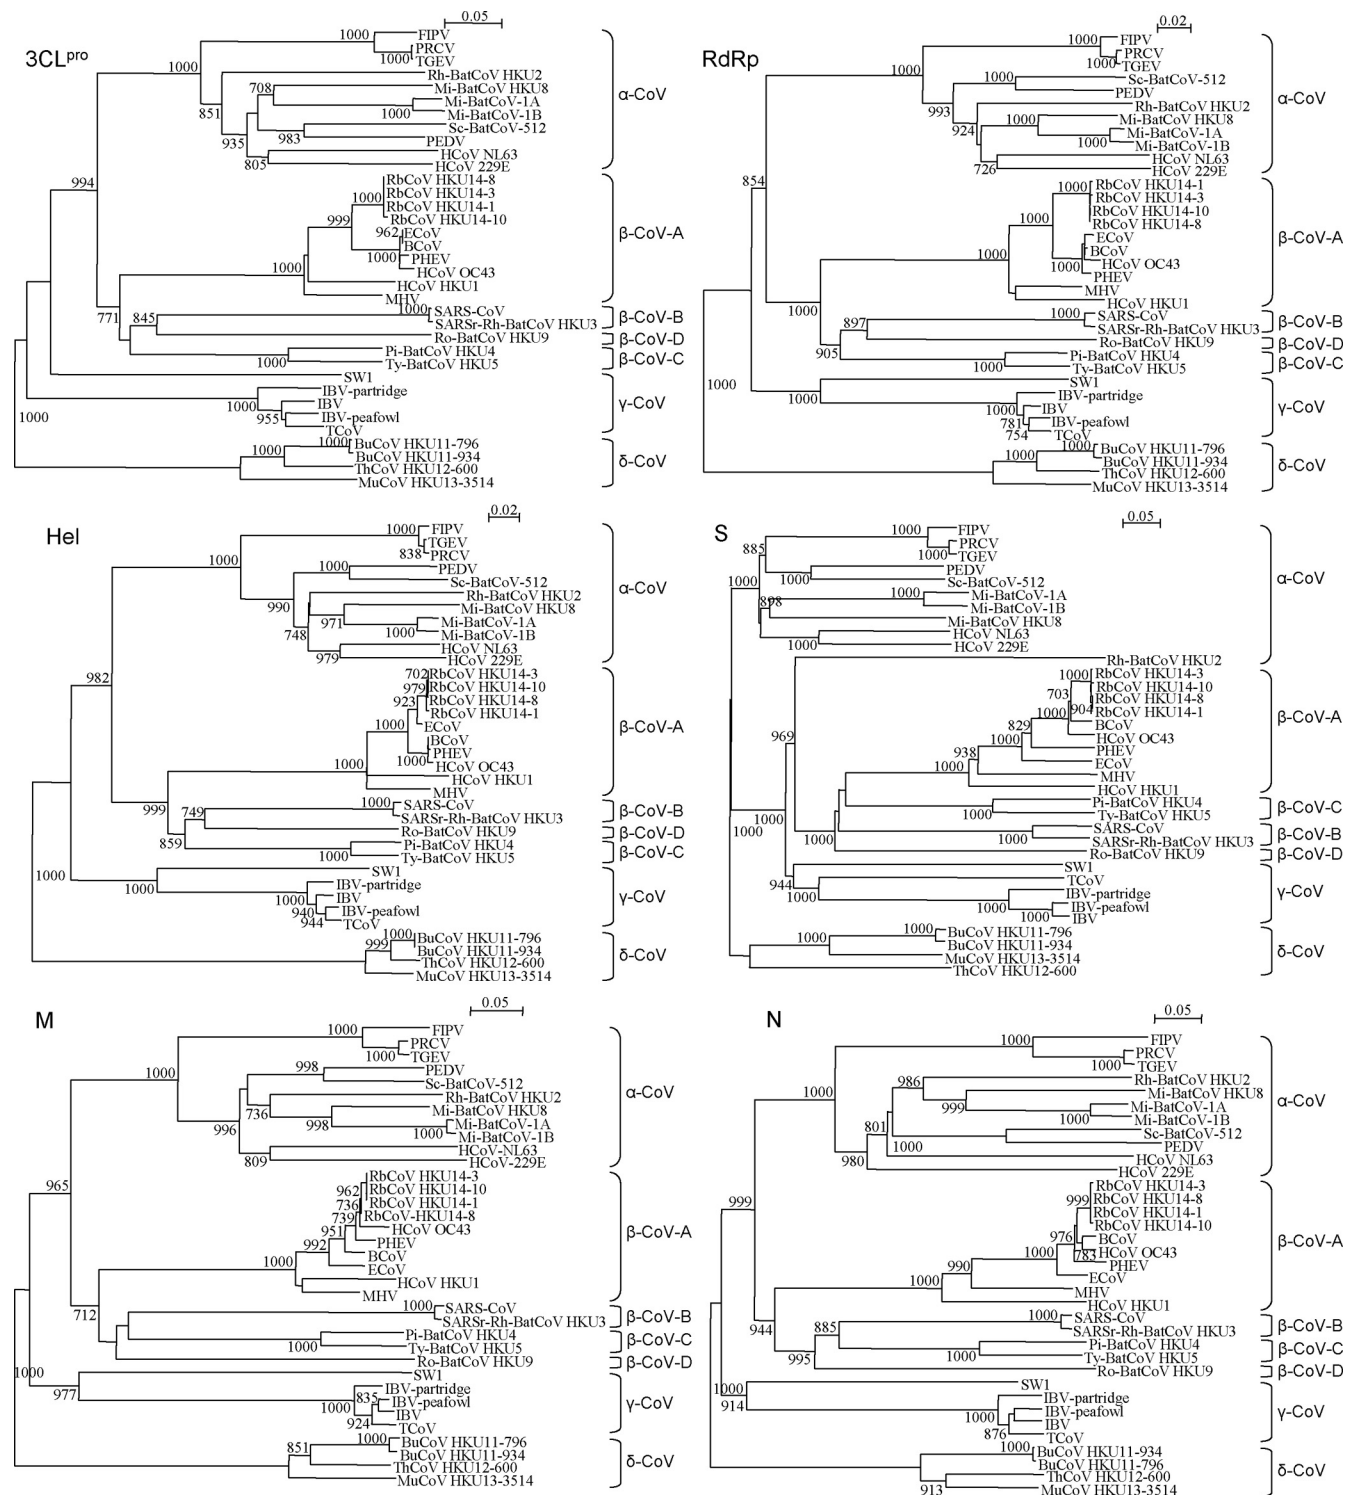 3CLpro
0.05
1000
FIPV
PRCV
1000
TGEV
1000
Rh-BatCoV HKU2
708
Mi-BatCoV HKU8
Mi-BatCoV-1A
851
1000
Mi-BatCoV-1B
Sc-BatCoV-512
935
983
PEDV
HCoV NL63
805
HCoV 229E
α-CoV
994
RbCoV HKU14-8
RbCoV HKU14-3
1000
RbCoV HKU14-1
999
RbCoV HKU14-10
962
ECoV
BCoV
1000
PHEV
1000
HCoV OC43
HCoV HKU1
MHV
β-CoV-A
771
845
1000
SARS-CoV
SARSr-Rh-BatCoV HKU3
β-CoV-B
Ro-BatCoV HKU9
β-CoV-D
Pi-BatCoV HKU4
1000
Ty-BatCoV HKU5
β-CoV-C
SW1
IBV-partridge
1000
IBV
955
IBV-peafowl
TCoV
γ-CoV
1000
1000
BuCoV HKU11-796
1000
BuCoV HKU11-934
ThCoV HKU12-600
MuCoV HKU13-3514
δ-CoV
RdRp
0.02
1000
FIPV
PRCV
1000
TGEV
1000
1000
Sc-BatCoV-512
PEDV
993
Rh-BatCoV HKU2
924
1000
Mi-BatCoV HKU8
Mi-BatCoV-1A
1000
Mi-BatCoV-1B
HCoV NL63
726
HCoV 229E
α-CoV
854
1000
RbCoV HKU14-1
RbCoV HKU14-3
RbCoV HKU14-10
1000
RbCoV HKU14-8
ECoV
BCoV
1000
1000
HCoV OC43
PHEV
MHV
HCoV HKU1
β-CoV-A
1000
897
1000
SARS-CoV
SARSr-Rh-BatCoV HKU3
β-CoV-B
905
Ro-BatCoV HKU9
β-CoV-D
Pi-BatCoV HKU4
1000
Ty-BatCoV HKU5
β-CoV-C
1000
SW1
1000
IBV-partridge
1000
IBV
781
IBV-peafowl
754
TCoV
γ-CoV
1000
BuCoV HKU11-796
1000
BuCoV HKU11-934
ThCoV HKU12-600
MuCoV HKU13-3514
δ-CoV
Hel
0.02
1000
FIPV
TGEV
838
PRCV
1000
1000
PEDV
Sc-BatCoV-512
990
Rh-BatCoV HKU2
971
Mi-BatCoV HKU8
Mi-BatCoV-1A
748
1000
Mi-BatCoV-1B
HCoV NL63
979
HCoV 229E
α-CoV
982
702
RbCoV HKU14-3
979
RbCoV HKU14-10
923
RbCoV HKU14-8
RbCoV HKU14-1
1000
ECoV
BCoV
PHEV
1000
1000
HCoV OC43
HCoV HKU1
MHV
β-CoV-A
999
749
1000
SARS-CoV
SARSr-Rh-BatCoV HKU3
β-CoV-B
859
Ro-BatCoV HKU9
β-CoV-D
Pi-BatCoV HKU4
1000
Ty-BatCoV HKU5
β-CoV-C
1000
SW1
1000
IBV-partridge
1000
IBV
940
IBV-peafowl
944
TCoV
γ-CoV
1000
BuCoV HKU11-796
999
BuCoV HKU11-934
ThCoV HKU12-600
MuCoV HKU13-3514
δ-CoV
S
0.05
1000
FIPV
PRCV
885
1000
TGEV
PEDV
1000
Sc-BatCoV-512
1000
1000
Mi-BatCoV-1A
898
Mi-BatCoV-1B
Mi-BatCoV HKU8
HCoV NL63
1000
HCoV 229E
Rh-BatCoV HKU2
α-CoV
1000
RbCoV HKU14-3
RbCoV HKU14-10
703
RbCoV HKU14-8
904
RbCoV HKU14-1
1000
BCoV
829
HCoV OC43
969
1000
PHEV
938
ECoV
1000
MHV
HCoV HKU1
β-CoV-A
Pi-BatCoV HKU4
1000
Ty-BatCoV HKU5
β-CoV-C
1000
1000
1000
SARS-CoV
1000
SARSr-Rh-BatCoV HKU3
β-CoV-B
Ro-BatCoV HKU9
β-CoV-D
SW1
944
TCoV
1000
IBV-partridge
1000
IBV-peafowl
1000
IBV
γ-CoV
1000
BuCoV HKU11-796
1000
BuCoV HKU11-934
MuCoV HKU13-3514
ThCoV HKU12-600
δ-CoV
M
0.05
1000
FIPV
PRCV
1000
TGEV
1000
998
PEDV
Sc-BatCoV-512
Rh-BatCoV HKU2
736
Mi-BatCoV HKU8
996
998
Mi-BatCoV-1A
1000
Mi-BatCoV-1B
HCoV-NL63
809
HCoV-229E
α-CoV
965
RbCoV HKU14-3
962
RbCoV HKU14-10
736
RbCoV HKU14-1
739
RbCoV-HKU14-8
951
HCoV OC43
992
PHEV
BCoV
1000
ECoV
HCoV HKU1
MHV
β-CoV-A
712
1000
SARS-CoV
SARSr-Rh-BatCoV HKU3
β-CoV-B
Pi-BatCoV HKU4
1000
Ty-BatCoV HKU5
β-CoV-C
Ro-BatCoV HKU9
β-CoV-D
1000
SW1
977
IBV-partridge
835
IBV-peafowl
1000
IBV
924
TCoV
γ-CoV
1000
BuCoV HKU11-796
851
BuCoV HKU11-934
ThCoV HKU12-600
MuCoV HKU13-3514
δ-CoV
N
0.05
1000
FIPV
PRCV
1000
TGEV
986
Rh-BatCoV HKU2
1000
Mi-BatCoV HKU8
999
Mi-BatCoV-1A
1000
Mi-BatCoV-1B
801
Sc-BatCoV-512
1000
PEDV
980
HCoV NL63
HCoV 229E
α-CoV
999
RbCoV HKU14-3
999
RbCoV HKU14-8
RbCoV HKU14-1
RbCoV HKU14-10
976
BCoV
1000
783
HCoV OC43
990
PHEV
1000
ECoV
MHV
HCoV HKU1
β-CoV-A
944
885
1000
SARS-CoV
SARSr-Rh-BatCoV HKU3
β-CoV-B
995
Pi-BatCoV HKU4
1000
Ty-BatCoV HKU5
β-CoV-C
Ro-BatCoV HKU9
β-CoV-D
1000
SW1
914
IBV-partridge
IBV-peafowl
1000
IBV
876
TCoV
γ-CoV
1000
BuCoV HKU11-934
BuCoV HKU11-796
ThCoV HKU12-600
913
MuCoV HKU13-3514
δ-CoV